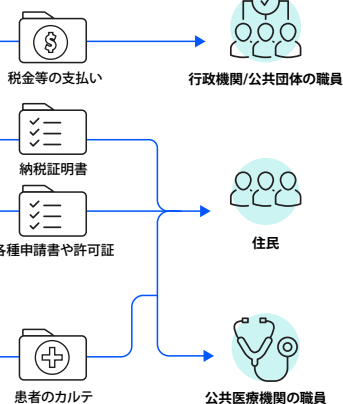 税金等の支払い
行政機関/公共団体の職員
納税証明書
住民
各種申請書や許可証
患者のカルテ
公共医療機関の職員